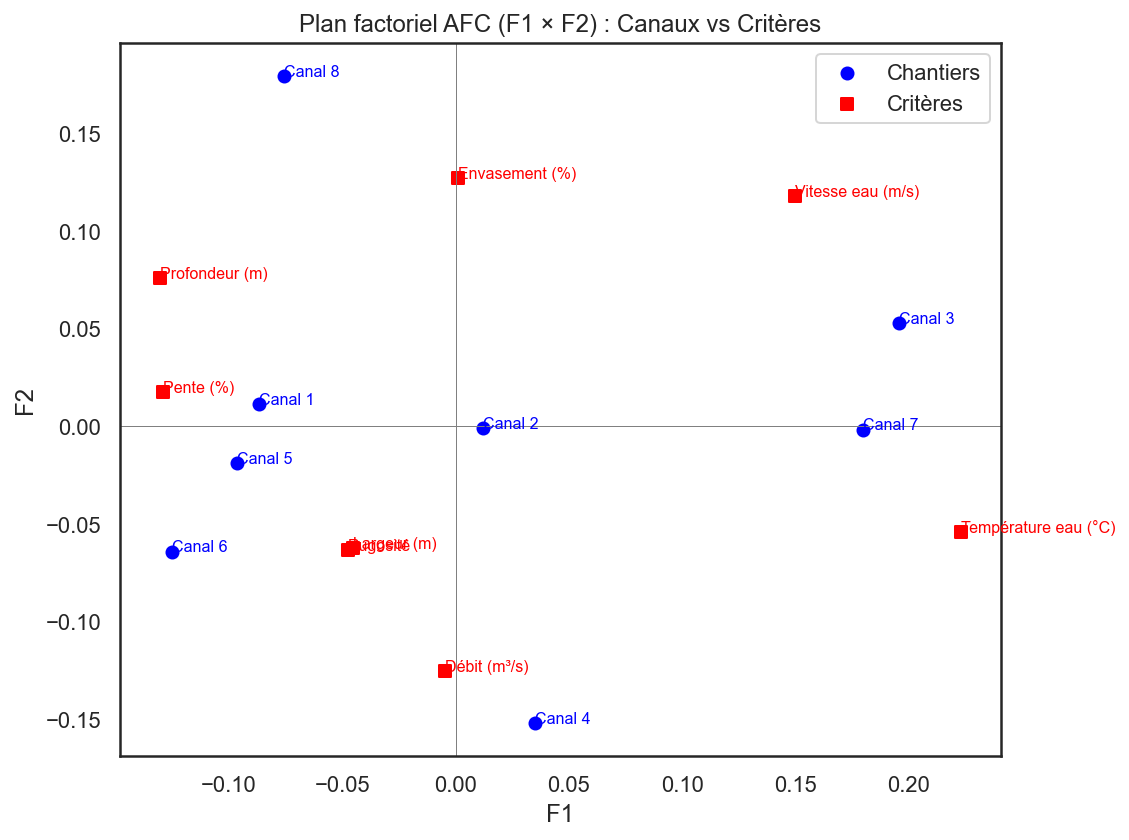 Plan factoriel AFC (F1 × F2) : Canaux vs Critères
Chantiers
Critères
Canal 8
0.15
Envasement (%)
Vitesse eau (m/s)
0.10
Profondeur (m)
0.05
Canal 3
Pente (%)
Canal 1
F2
0.00
Canal 2
Canal 7
Canal 5
−0.05
Température eau (°C)
Canal 6
Largeur (m)
Rugosité
−0.10
Débit (m³/s)
−0.15
Canal 4
−0.10
−0.05
0.00
0.05
0.10
0.15
0.20
F1